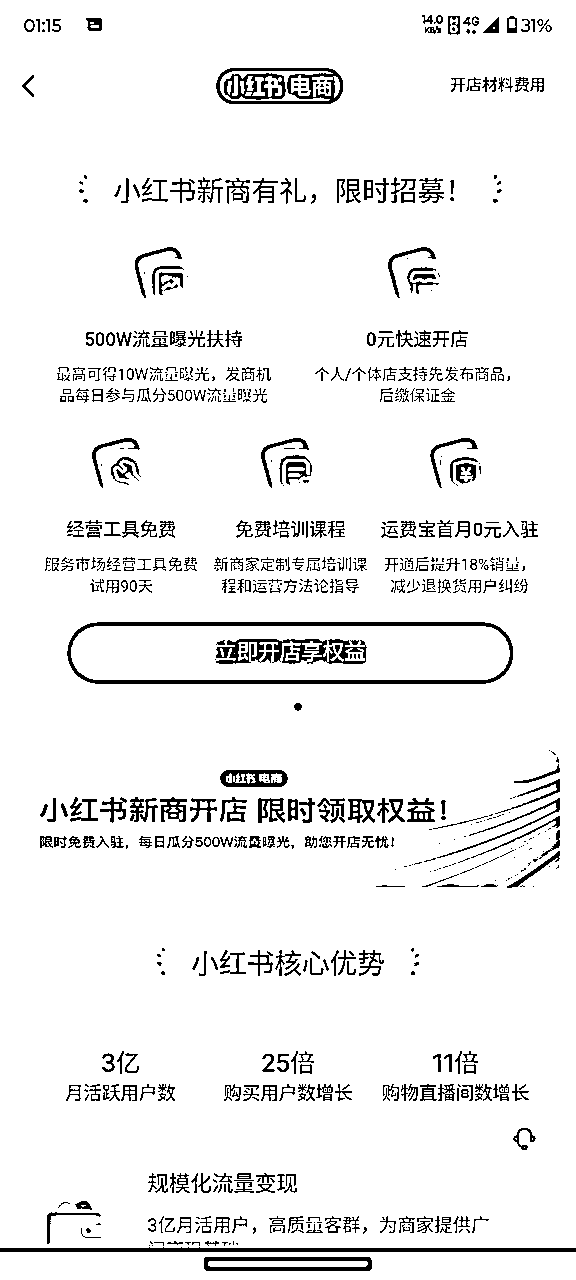 01:15 14.0 KB/s 4G 31%
小红书 电商 开店材料费用
小红书新商有礼，限时招募！
500W流量曝光扶持 0元快速开店
最高可得10W流量曝光，发商机 个人/个体店支持先发布商品，
品每日参与瓜分500W流量曝光 后缴保证金
经营工具免费 免费培训课程 运费宝首月0元入驻
服务市场经营工具免费 新商家定制专属培训课 开通后提升18%销量，
试用90天 程和运营方法论指导 减少退换货用户纠纷
立即开店享权益
小红书 电商
小红书新商开店 限时领取权益！
限时免费入驻，每日瓜分500W流量曝光，助您开店无忧！
小红书核心优势
3亿 25倍 11倍
月活跃用户数 购买用户数增长 购物直播间数增长
规模化流量变现
3亿月活用户，高质量客群，为商家提供广